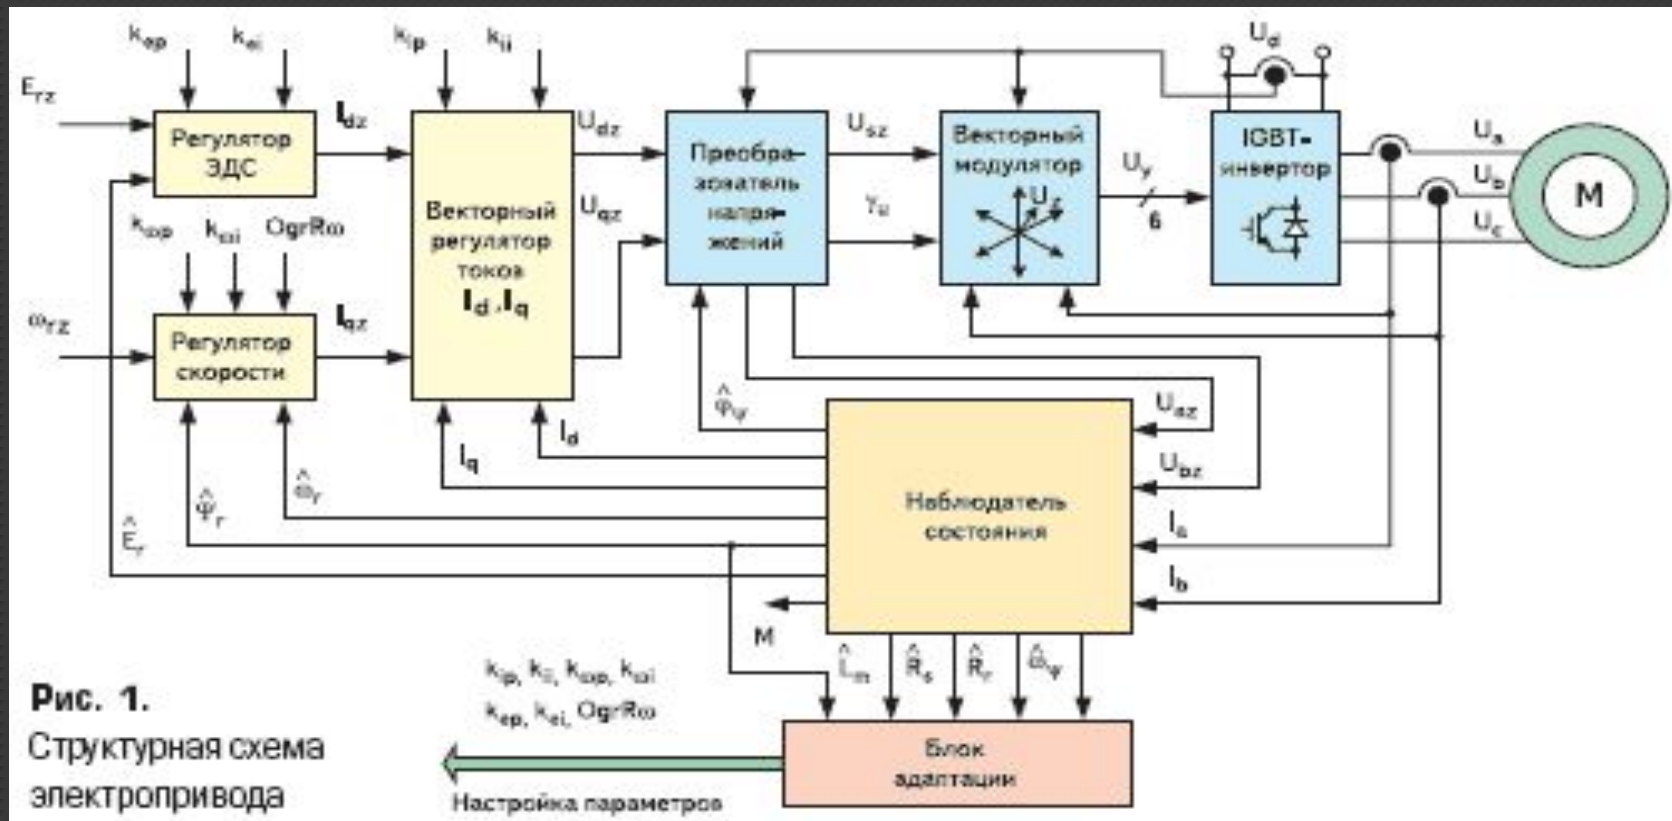 k_ep
k_ei
k_ip
k_ii
U_d
E_rz
Регулятор
ЭДС
I_dz
Векторный
регулятор
токов
I_d, I_q
U_dz
U_qz
Преобра-
зователь
напря-
жений
U_sz
γ_u
Векторный
модулятор
U_z
U_y
6
IGBT-
инвертор
U_a
U_b
U_c
M
k_ωp
k_ωi
OgrRω
ω_rz
Регулятор
скорости
I_qz
φ̂_ψ
I_d
I_q
ω̂_r
Ψ̂_r
Ê_r
Наблюдатель
состояния
U_az
U_bz
I_a
I_b
M
L̂_m
R̂_s
R̂_r
ω̂_ψ
k_ip, k_ii, k_ωp, k_ωi
k_ep, k_ei, OgrRω
Блок
адаптации
Настройка параметров
Рис. 1.
Структурная схема
электропривода